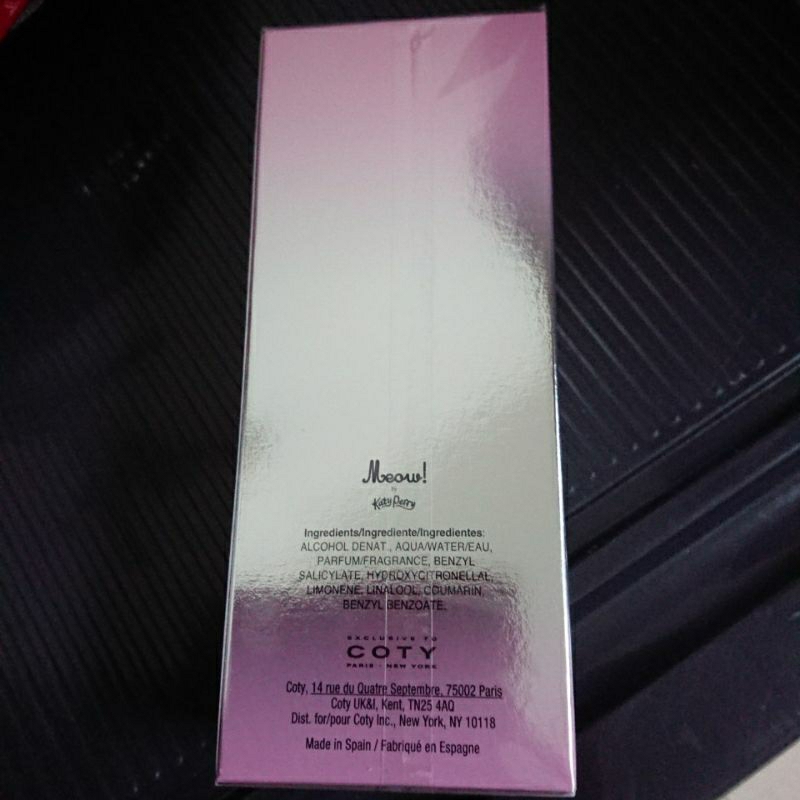 Meow!
by
Katy Perry
Ingredients/Ingrediente/Ingredientes:
ALCOHOL DENAT., AQUA/WATER/EAU,
PARFUM/FRAGRANCE, BENZYL
SALICYLATE, HYDROXYCITRONELLAL,
LIMONENE, LINALOOL, COUMARIN,
BENZYL BENZOATE.
EXCLUSIVE TO
COTY
PARIS - NEW YORK
Coty, 14 rue du Quatre Septembre, 75002 Paris
Coty UK&I, Kent, TN25 4AQ
Dist. for/pour Coty Inc., New York, NY 10118
Made in Spain / Fabriqué en Espagne